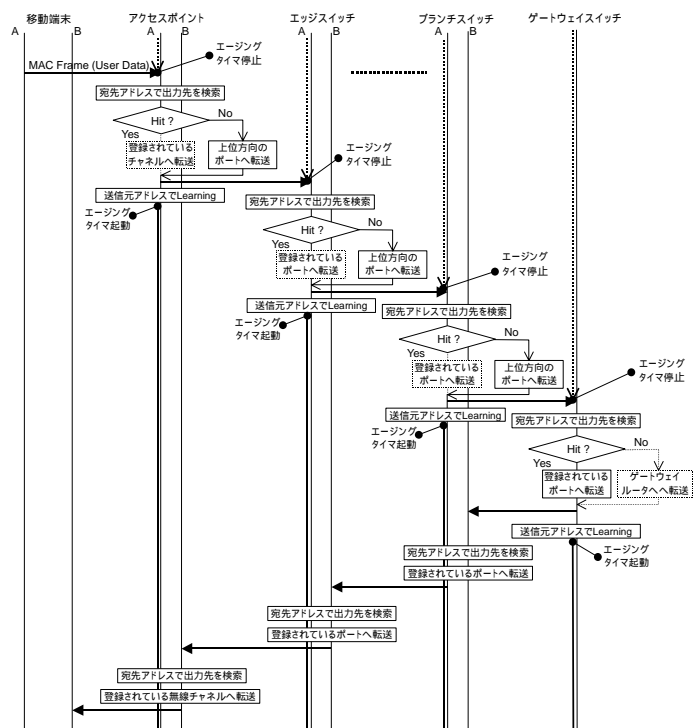 移動端末
アクセスポイント
エッジスイッチ
ブランチスイッチ
ゲートウェイスイッチ
A
B
A
B
A
B
A
B
MAC Frame (User Data)
エージング
タイマ停止
宛先アドレスで出力先を検索
Hit ?
No
Yes
登録されている
チャネルへ転送
上位方向の
ポートへ転送
エージング
タイマ停止
送信元アドレスでLearning
エージング
タイマ起動
宛先アドレスで出力先を検索
Hit ?
No
Yes
登録されている
ポートへ転送
上位方向の
ポートへ転送
エージング
タイマ停止
送信元アドレスでLearning
エージング
タイマ起動
宛先アドレスで出力先を検索
Hit ?
No
Yes
登録されている
ポートへ転送
上位方向の
ポートへ転送
エージング
タイマ停止
送信元アドレスでLearning
エージング
タイマ起動
宛先アドレスで出力先を検索
Hit ?
No
Yes
登録されている
ポートへ転送
ゲートウェイ
ルータへへ転送
送信元アドレスでLearning
エージング
タイマ起動
宛先アドレスで出力先を検索
登録されているポートへ転送
宛先アドレスで出力先を検索
登録されているポートへ転送
宛先アドレスで出力先を検索
登録されている無線チャネルへ転送